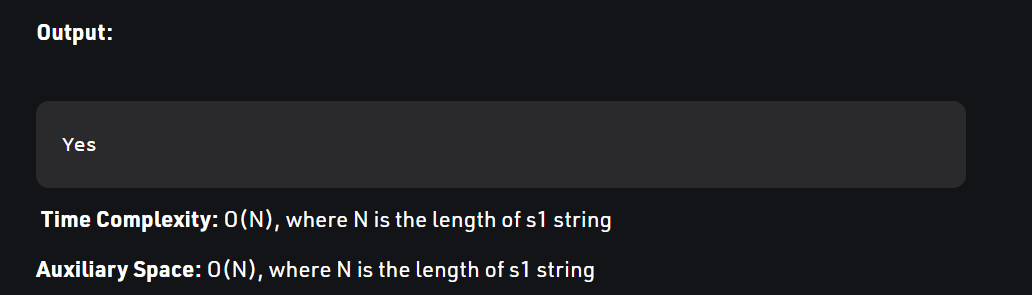 Output:
Yes
Time Complexity: O(N), where N is the length of s1 string
Auxiliary Space: O(N), where N is the length of s1 string